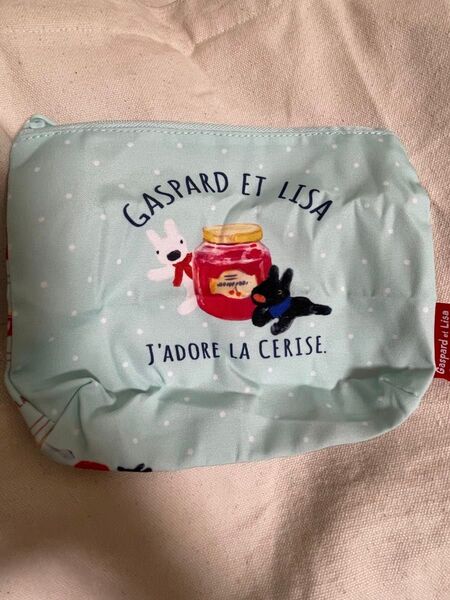 GASPARD ET LISA
J'ADORE LA CERISE.
Gaspard et Lisa